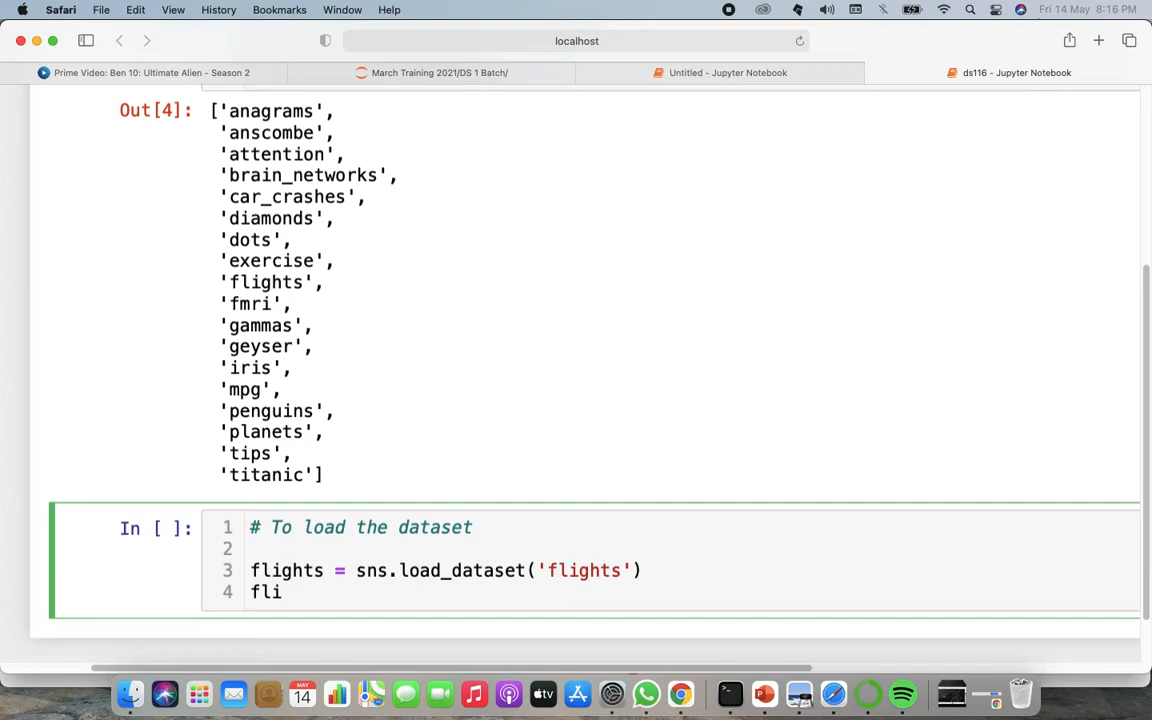 Safari File Edit View History Bookmarks Window Help Fri 14 May 8:16 PM
localhost
Prime Video: Ben 10: Ultimate Alien - Season 2 March Training 2021/DS 1 Batch/ Untitled - Jupyter Notebook ds116 - Jupyter Notebook
Out[4]: ['anagrams',
'anscombe',
'attention',
'brain_networks',
'car_crashes',
'diamonds',
'dots',
'exercise',
'flights',
'fmri',
'gammas',
'geyser',
'iris',
'mpg',
'penguins',
'planets',
'tips',
'titanic']
In [ ]: 1 # To load the dataset
2
3 flights = sns.load_dataset('flights')
4 fli
MAY
14
tv